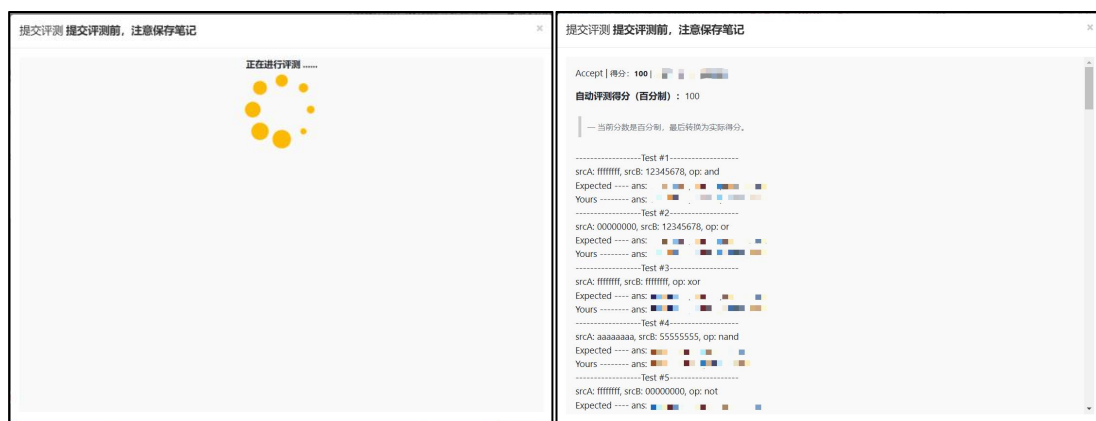 提交评测 提交评测前，注意保存笔记
×
正在进行评测 ......
提交评测 提交评测前，注意保存笔记
×
Accept | 得分： 100 |
自动评测得分（百分制）： 100
— 当前分数是百分制，最后转换为实际得分。
------------------Test #1-------------------
srcA: ffffffff, srcB: 12345678, op: and
Expected ---- ans:
Yours -------- ans:
------------------Test #2-------------------
srcA: 00000000, srcB: 12345678, op: or
Expected ---- ans:
Yours -------- ans:
------------------Test #3-------------------
srcA: ffffffff, srcB: ffffffff, op: xor
Expected ---- ans:
Yours -------- ans:
------------------Test #4-------------------
srcA: aaaaaaaa, srcB: 55555555, op: nand
Expected ---- ans:
Yours -------- ans:
------------------Test #5-------------------
srcA: ffffffff, srcB: 00000000, op: not
Expected ---- ans: